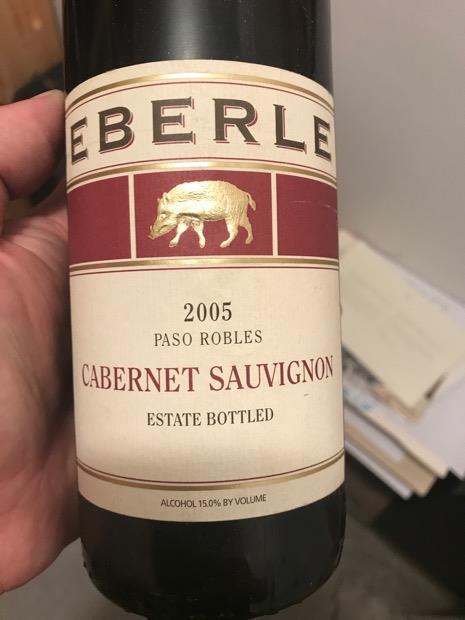 EBERLE
2005
PASO ROBLES
CABERNET SAUVIGNON
ESTATE BOTTLED
ALCOHOL 15.0% BY VOLUME